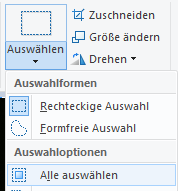 Auswählen
Zuschneiden
Größe ändern
Drehen
Auswahlformen
Rechteckige Auswahl
Formfreie Auswahl
Auswahloptionen
Alle auswählen